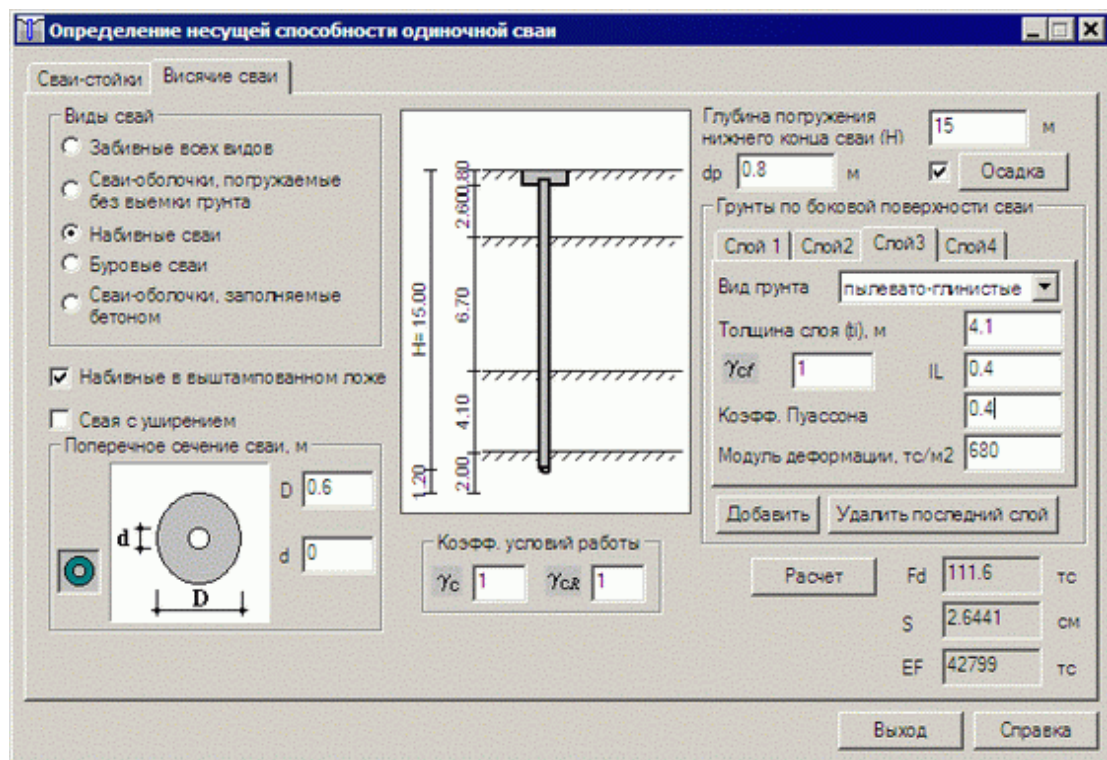 Определение несущей способности одиночной сваи
Сваи-стойки
Висячие сваи
Виды свай
Забивные всех видов
Сваи-оболочки, погружаемые
без выемки грунта
Набивные сваи
Буровые сваи
Сваи-оболочки, заполняемые
бетоном
Набивные в выштампованном ложе
Свая с уширением
Поперечное сечение сваи, м
d
D
D 0.6
d 0
H= 15.00
0.80
2.60
6.70
4.10
2.00
1.20
Коэфф. условий работы
γc 1 γcR 1
Глубина погружения
нижнего конца сваи (H) 15 м
dp 0.8 м Осадка
Грунты по боковой поверхности сваи
Слой 1 Слой2 Слой3 Слой4
Вид грунта пылевато-глинистые
Толщина слоя (ti), м 4.1
γcf 1 IL 0.4
Коэфф. Пуассона 0.4
Модуль деформации, тс/м2 680
Добавить Удалить последний слой
Расчет Fd 111.6 тс
S 2.6441 см
EF 42799 тс
Выход Справка